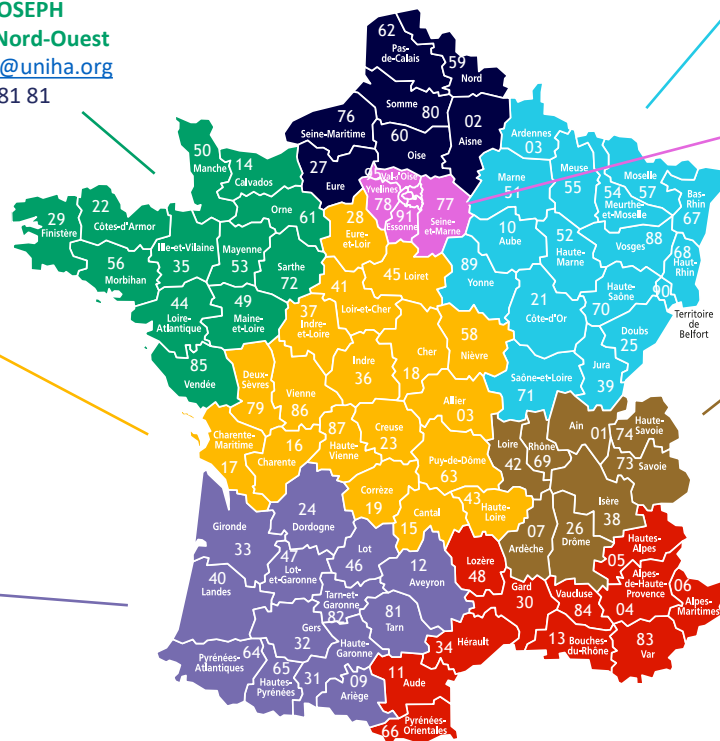 OSEPH
Nord-Ouest
@uniha.org
81 81
62
Pas-
de-Calais
59
Nord
Somme
80
76
Seine-Maritime
02
Aisne
60
Oise
27
Eure
Ardennes
03
50
Manche
14
Calvados
Orne
61
95
Val-d'Oise
Yvelines
78
91
Essonne
77
Seine-
et-Marne
Marne
51
Meuse
55
Moselle
57
54
Meurthe-
et-Moselle
Bas-
Rhin
67
29
Finistère
22
Côtes-d'Armor
Ille-et-Vilaine
35
Mayenne
53
Sarthe
72
56
Morbihan
28
Eure-
et-Loir
10
Aube
52
Haute-
Marne
Vosges
88
68
Haut-
Rhin
45
Loiret
89
Yonne
41
Loir-et-Cher
44
Loire-
Atlantique
49
Maine-
et-Loire
37
Indre-
et-Loire
21
Côte-d'Or
Haute-
Saône
70
90
Territoire
de
Belfort
Doubs
25
85
Vendée
Deux-
Sèvres
79
Vienne
86
Indre
36
Cher
18
58
Nièvre
Jura
39
Saône-et-Loire
71
Allier
03
Charente-
Maritime
17
16
Charente
87
Haute-
Vienne
Creuse
23
Puy-de-Dôme
63
Loire
42
Rhône
69
Ain
01
74
Haute-
Savoie
73
Savoie
Corrèze
19
Cantal
15
43
Haute-
Loire
Isère
38
07
Ardèche
26
Drôme
Gironde
33
24
Dordogne
Lot
46
12
Aveyron
47
Lot-
et-Garonne
40
Landes
Tarn-et-
Garonne
82
81
Tarn
Lozère
48
Gard
30
Vaucluse
84
Hautes-
Alpes
05
Alpes-
de-Haute-
Provence
04
06
Alpes-
Maritimes
Gers
32
Haute-
Garonne
31
34
Hérault
13
Bouches-
du-Rhône
83
Var
Pyrénées-
Atlantiques
64
65
Hautes-
Pyrénées
09
Ariège
11
Aude
66
Pyrénées-
Orientales